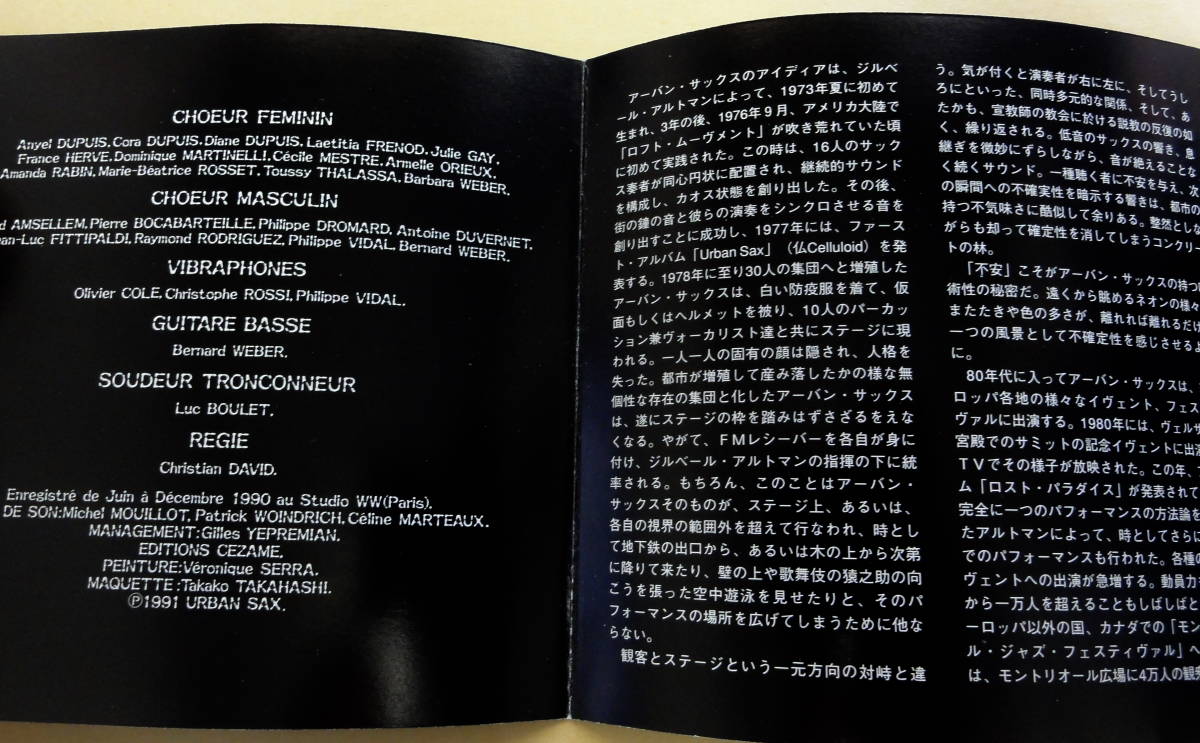 CHOEUR FEMININ
Anyel DUPUIS, Cora DUPUIS, Diane DUPUIS, Laetitia FRENOD, Julie GAY,
France HERVE, Dominique MARTINELLI, Cécile MESTRE, Armelle ORIEUX,
Amanda RABIN, Marie-Béatrice ROSSET, Toussy THALASSA, Barbara WEBER.
CHOEUR MASCULIN
AMSELLEM, Pierre BOCABARTEILLE, Philippe DROMARD, Antoine DUVERNET,
-Luc FITTIPALDI, Raymond RODRIGUEZ, Philippe VIDAL, Bernard WEBER.
VIBRAPHONES
Olivier COLE, Christophe ROSSI, Philippe VIDAL.
GUITARE BASSE
Bernard WEBER.
SOUDEUR TRONCONNEUR
Luc BOULET.
REGIE
Christian DAVID.
Enregistré de Juin à Décembre 1990 au Studio WW(Paris).
DE SON:Michel MOUILLOT, Patrick WOINDRICH, Céline MARTEAUX.
MANAGEMENT:Gilles YEPREMIAN.
EDITIONS CEZAME.
PEINTURE:Véronique SERRA.
MAQUETTE:Takako TAKAHASHI.
Ⓟ1991 URBAN SAX.
アーバン・サックスのアイディアは、ジルベ
ール・アルトマンによって、1973年夏に初めて
生まれ、3年の後、1976年9月、アメリカ大陸で
「ロフト・ムーヴメント」が吹き荒れていた頃
に初めて実践された。この時は、16人のサック
ス奏者が同心円状に配置され、継続的サウンド
を構成し、カオス状態を創り出した。その後、
街の鐘の音と彼らの演奏をシンクロさせる音を
創り出すことに成功し、1977年には、ファース
ト・アルバム「Urban Sax」（仏Celluloid）を発
表する。1978年に至り30人の集団へと増殖した
アーバン・サックスは、白い防疫服を着て、仮
面もしくはヘルメットを被り、10人のパーカッ
ション兼ヴォーカリスト達と共にステージに現
われる。一人一人の固有の顔は隠され、人格を
失った。都市が増殖して産み落したかの様な無
個性な存在の集団と化したアーバン・サックス
は、遂にステージの枠を踏みはずさざるをえな
くなる。やがて、FMレシーバーを各自が身に
付け、ジルベール・アルトマンの指揮の下に統
率される。もちろん、このことはアーバン・
サックスそのものが、ステージ上、あるいは、
各自の視界の範囲外を超えて行なわれ、時とし
て地下鉄の出口から、あるいは木の上から次第
に降りて来たり、壁の上や歌舞伎の猿之助の向
こうを張った空中遊泳を見せたりと、そのパ
フォーマンスの場所を広げてしまうために他な
らない。
観客とステージという一元方向の対峙と違
う。気が付くと演奏者が右に左に、そしてうし
ろにといった、同時多元的な関係、そして、あ
たかも、宣教師の教会に於ける説教の反復の如
く、繰り返される。低音のサックスの響き、息
継ぎを微妙にずらしながら、音が絶えることな
く続くサウンド。一種聴く者に不安を与え、次
の瞬間への不確実性を暗示する響きは、都市の
持つ不気味さに酷似して余りある。整然としな
がらも却って確定性を消してしまうコンクリー
トの林。
「不安」こそがアーバン・サックスの持つ
術性の秘密だ。遠くから眺めるネオンの様々
またたきや色の多さが、離れれば離れるだけ
一つの風景として不確定性を感じさせるよ
に。
80年代に入ってアーバン・サックスは、
ロッパ各地の様々なイヴェント、フェス
ヴァルに出演する。1980年には、ヴェルサ
宮殿でのサミットの記念イヴェントに出演
TVでその様子が放映された。この年、
ム「ロスト・パラダイス」が発表されて
完全に一つのパフォーマンスの方法論を
たアルトマンによって、時としてさらに
でのパフォーマンスも行われた。各種の
ヴェントへの出演が急増する。動員力も
から一万人を超えることもしばしばと
ーロッパ以外の国、カナダでの「モン
ル・ジャズ・フェスティヴァル」へ
は、モントリオール広場に4万人の観衆